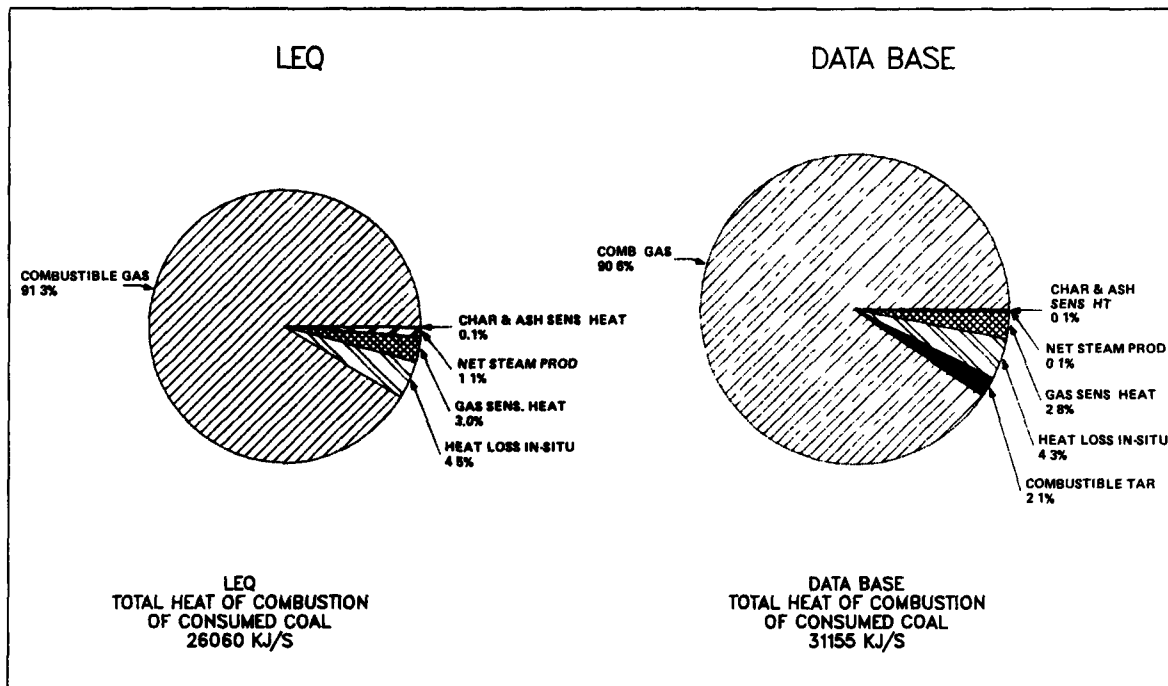 LEQ
COMBUSTIBLE GAS
91 3%
CHAR & ASH SENS HEAT
0.1%
NET STEAM PROD
1 1%
GAS SENS. HEAT
3.0%
HEAT LOSS IN-SITU
4 5%
LEQ
TOTAL HEAT OF COMBUSTION
OF CONSUMED COAL
26060 KJ/S
DATA BASE
COMB GAS
90 6%
CHAR & ASH
SENS HT
0 1%
NET STEAM PROD
0 1%
GAS SENS HEAT
2 8%
HEAT LOSS IN-SITU
4 3%
COMBUSTIBLE TAR
2 1%
DATA BASE
TOTAL HEAT OF COMBUSTION
OF CONSUMED COAL
31155 KJ/S